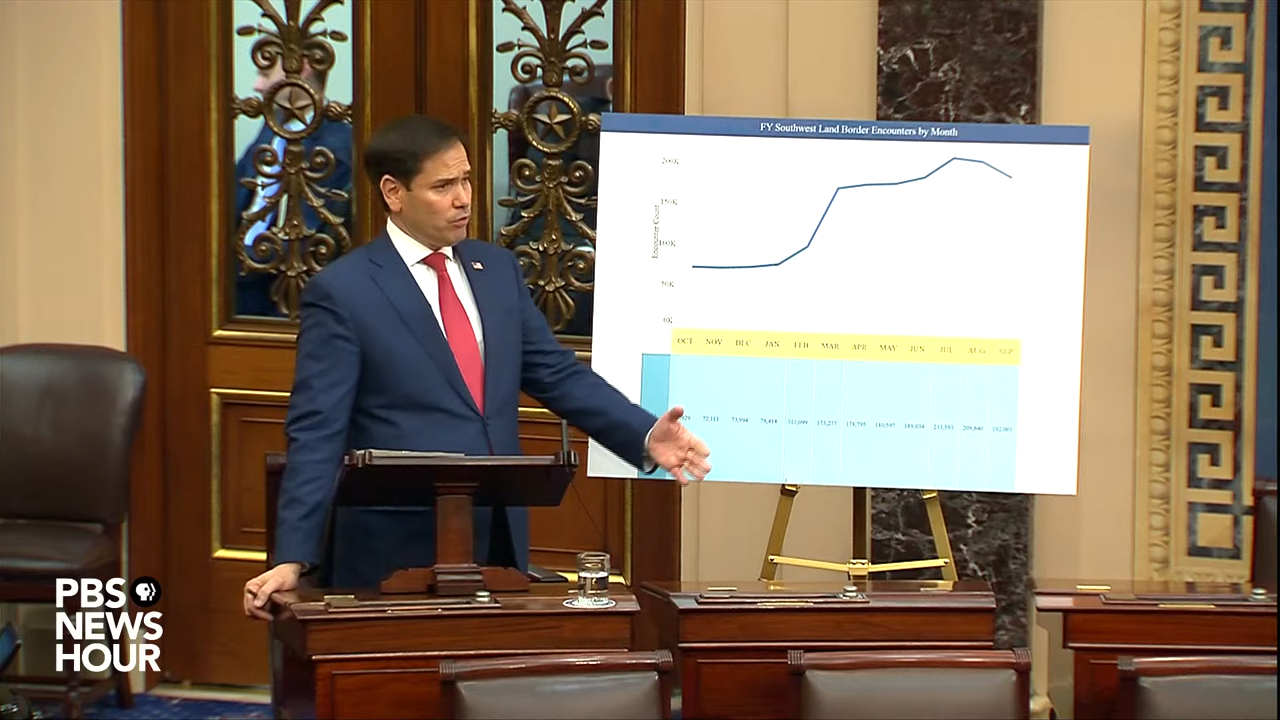 FY Southwest Land Border Encounters by Month
200K
150K
100K
50K
0K
Encounter Count
OCT NOV DEC JAN FEB MAR APR MAY JUN JUL AUG SEP
72,113 73,994 78,414 101,099 173,277 178,795 180,597 189,034 213,593 209,840 192,001
PBS
NEWS
HOUR